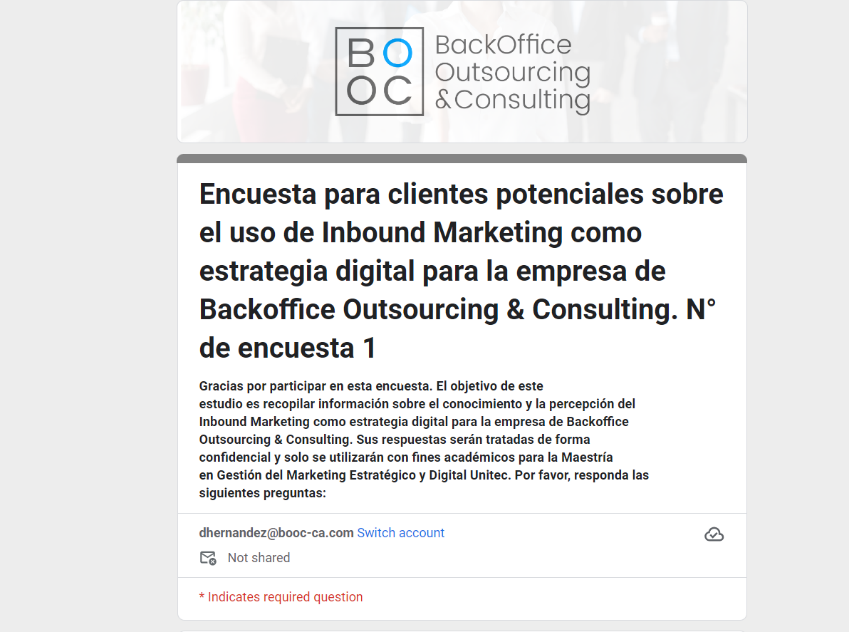 BO
OC
BackOffice
Outsourcing
&Consulting
Encuesta para clientes potenciales sobre
el uso de Inbound Marketing como
estrategia digital para la empresa de
Backoffice Outsourcing & Consulting. N°
de encuesta 1
Gracias por participar en esta encuesta. El objetivo de este
estudio es recopilar información sobre el conocimiento y la percepción del
Inbound Marketing como estrategia digital para la empresa de Backoffice
Outsourcing & Consulting. Sus respuestas serán tratadas de forma
confidencial y solo se utilizarán con fines académicos para la Maestría
en Gestión del Marketing Estratégico y Digital Unitec. Por favor, responda las
siguientes preguntas:
dhernandez@booc-ca.com Switch account
Not shared
* Indicates required question